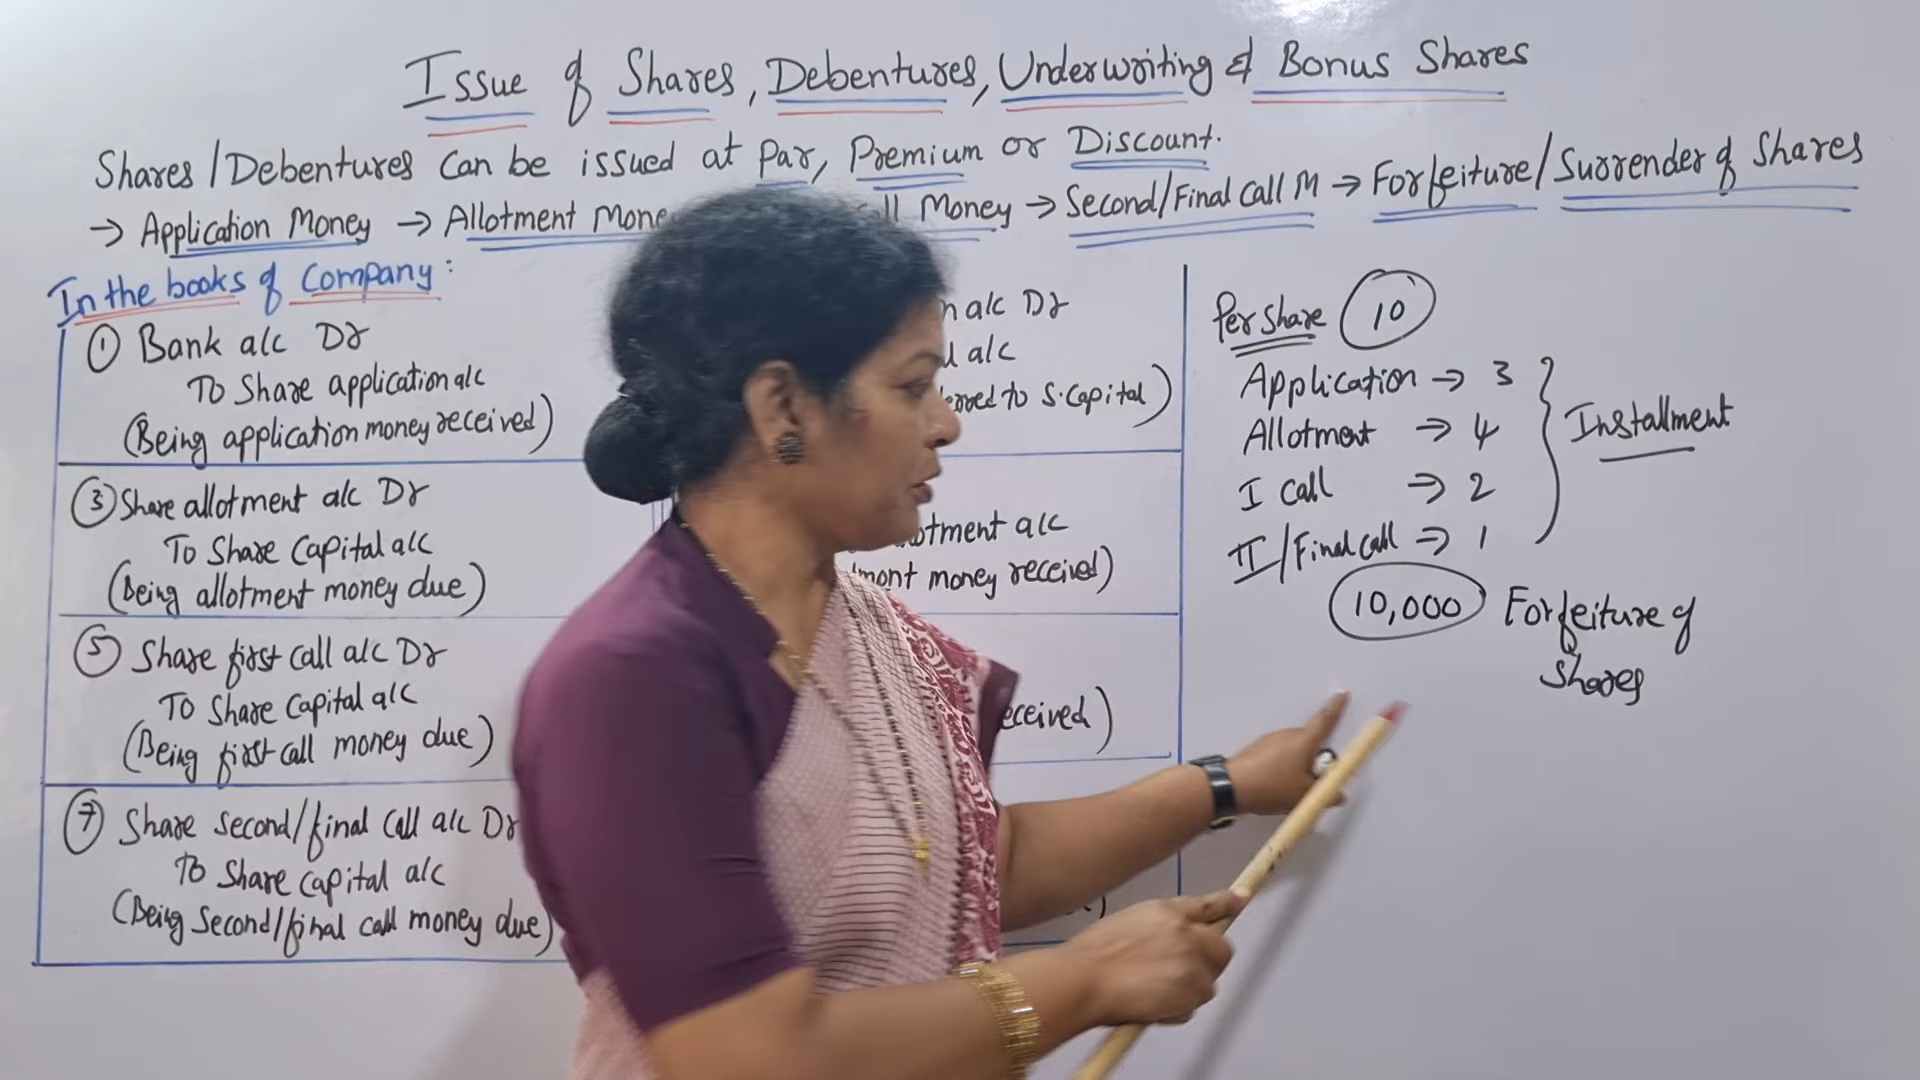 Issue of Shares, Debentures, Underwriting & Bonus Shares
Shares/Debentures Can be issued at Par, Premium or Discount.
→ Application Money → Allotment Money → Second/Final Call M → Forfeiture/Surrender of Shares
In the books of Company:
① Bank a/c Dr
To Share application a/c
(Being application money received)
a/c Dr
a/c
to S.Capital)
③ Share allotment a/c Dr
To Share Capital a/c
(Being allotment money due)
a/c
money received)
⑤ Share first call a/c Dr
To Share Capital a/c
(Being first call money due)
⑦ Share Second/final Call a/c Dr
To Share Capital a/c
(Being Second/final call money due)
Per Share 10
Application → 3
Allotment → 4
I Call → 2
II/Final Call → 1
Installment
10,000 Forfeiture of
Shares